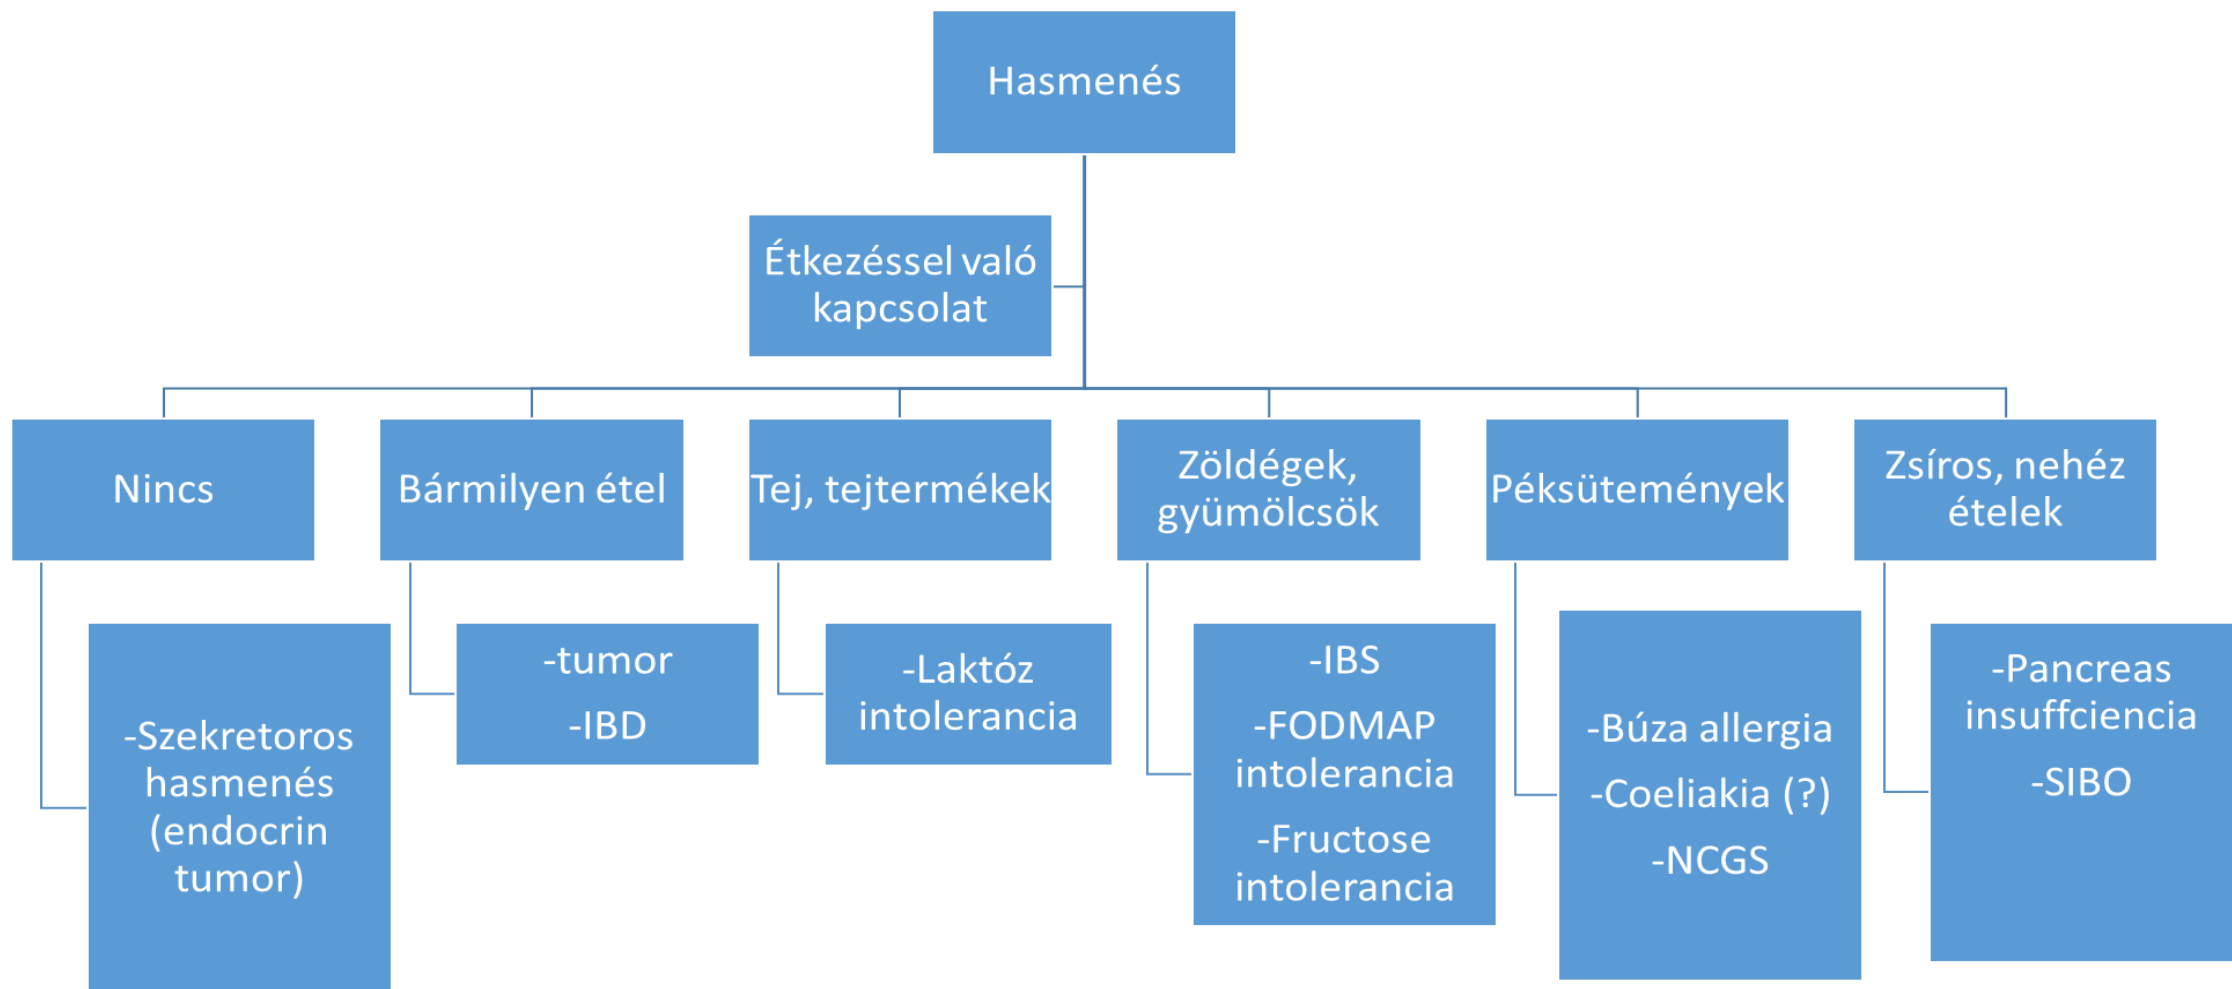 Hasmenés
Étkezéssel való
kapcsolat
Nincs
Bármilyen étel
Tej, tejtermékek
Zöldégek,
gyümölcsök
Péksütemények
Zsíros, nehéz
ételek
-Szekretoros
hasmenés
(endocrin
tumor)
-tumor
-IBD
-Laktóz
intolerancia
-IBS
-FODMAP
intolerancia
-Fructose
intolerancia
-Búza allergia
-Coeliakia (?)
-NCGS
-Pancreas
insuffciencia
-SIBO